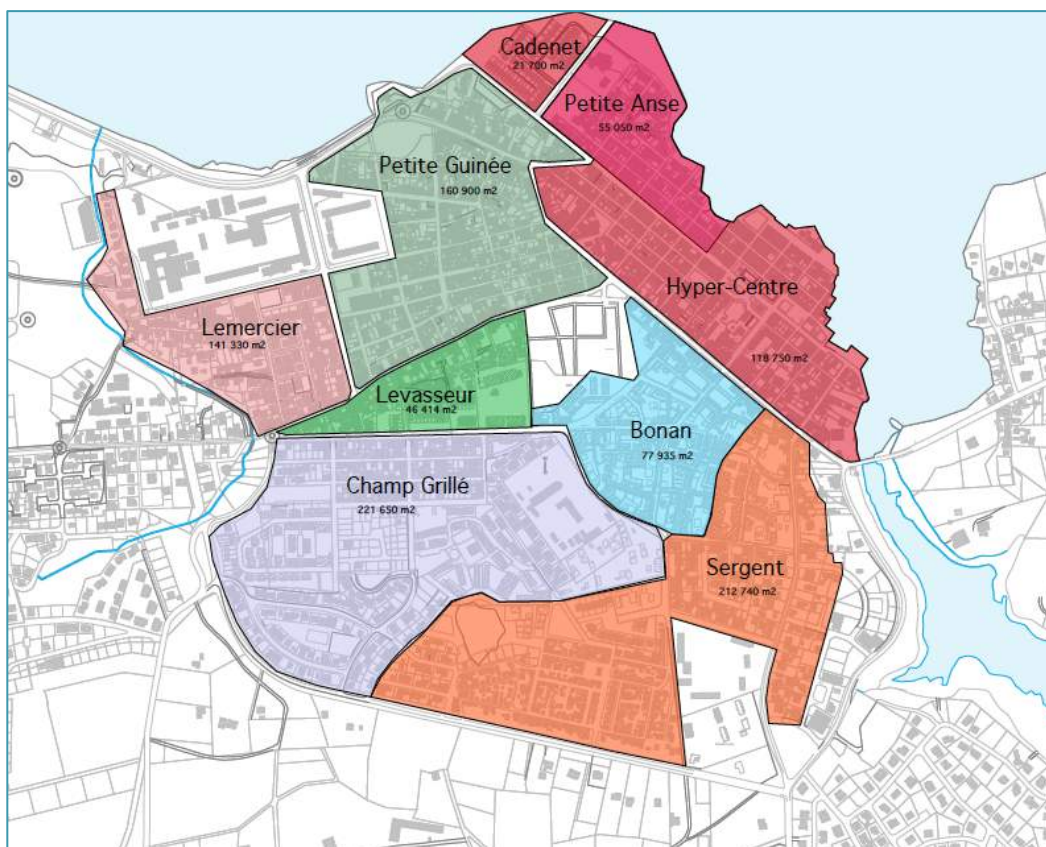 Cadenet
21 700 m2
Petite Anse
55 050 m2
Petite Guinée
160 900 m2
Hyper-Centre
118 750 m2
Lemercier
141 330 m2
Levasseur
46 414 m2
Bonan
77 935 m2
Champ Grillé
221 650 m2
Sergent
212 740 m2